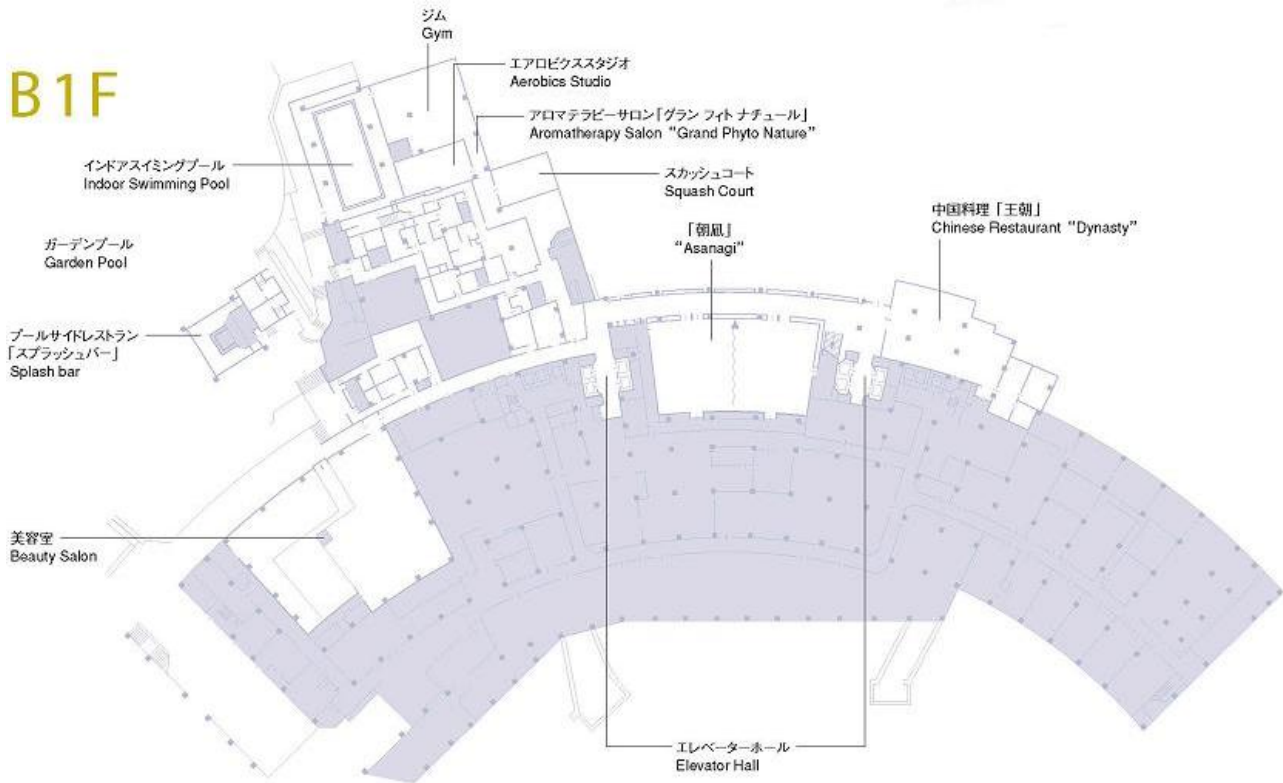 B1F
ジム
Gym
エアロビクススタジオ
Aerobics Studio
アロマテラピーサロン「グラン フィト ナチュール」
Aromatherapy Salon "Grand Phyto Nature"
インドアスイミングプール
Indoor Swimming Pool
スカッシュコート
Squash Court
中国料理「王朝」
Chinese Restaurant "Dynasty"
「朝凪」
"Asanagi"
ガーデンプール
Garden Pool
プールサイドレストラン
「スプラッシュバー」
Splash bar
美容室
Beauty Salon
エレベーターホール
Elevator Hall